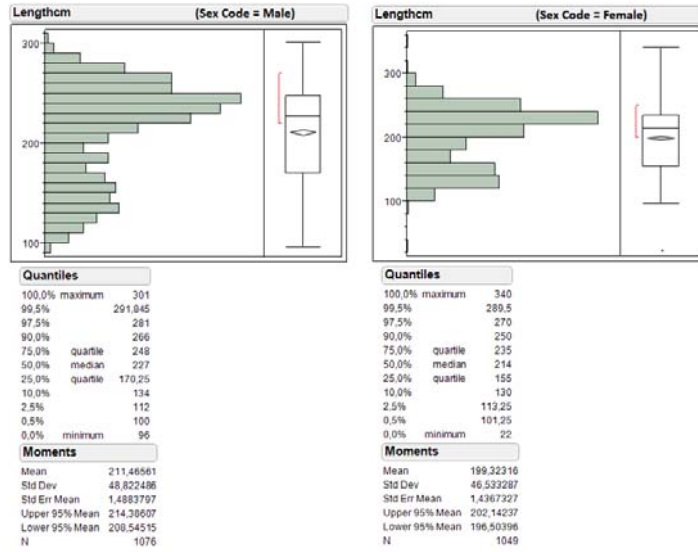 Lengthcm (Sex Code = Male)
300
200
100
Quantiles
100,0% maximum 301
99,5% 291,845
97,5% 281
90,0% 266
75,0% quartile 248
50,0% median 227
25,0% quartile 170,25
10,0% 134
2,5% 112
0,5% 100
0,0% minimum 96
Moments
Mean 211,46561
Std Dev 48,822486
Std Err Mean 1,4883797
Upper 95% Mean 214,38607
Lower 95% Mean 208,54515
N 1076
Lengthcm (Sex Code = Female)
300
200
100
Quantiles
100,0% maximum 340
99,5% 289,5
97,5% 270
90,0% 250
75,0% quartile 235
50,0% median 214
25,0% quartile 155
10,0% 130
2,5% 113,25
0,5% 101,25
0,0% minimum 22
Moments
Mean 199,32316
Std Dev 46,533287
Std Err Mean 1,4367327
Upper 95% Mean 202,14237
Lower 95% Mean 196,50396
N 1049